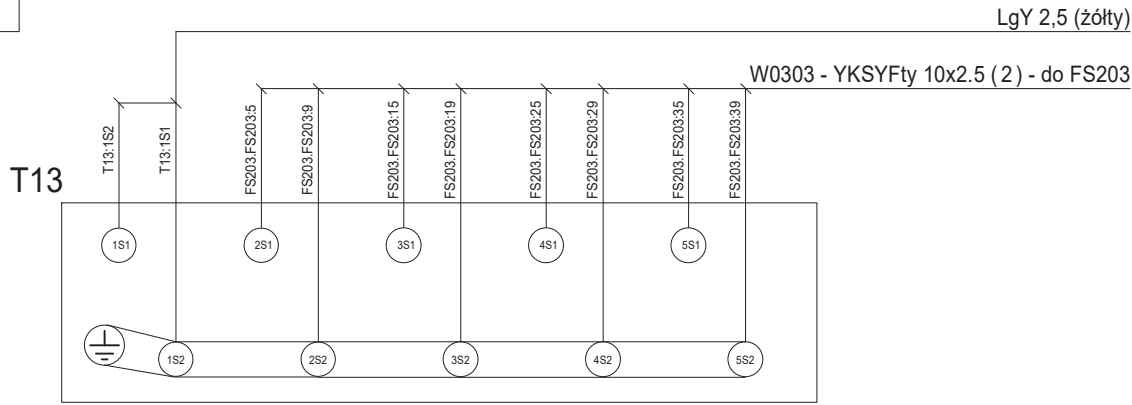 LgY 2,5 (żółty)
W0303 - YKSYFty 10x2.5 ( 2 ) - do FS203
T13:1S2
T13:1S1
FS203.FS203:5
FS203.FS203:9
FS203.FS203:15
FS203.FS203:19
FS203.FS203:25
FS203.FS203:29
FS203.FS203:35
FS203.FS203:39
T13
1S1
2S1
3S1
4S1
5S1
1S2
2S2
3S2
4S2
5S2